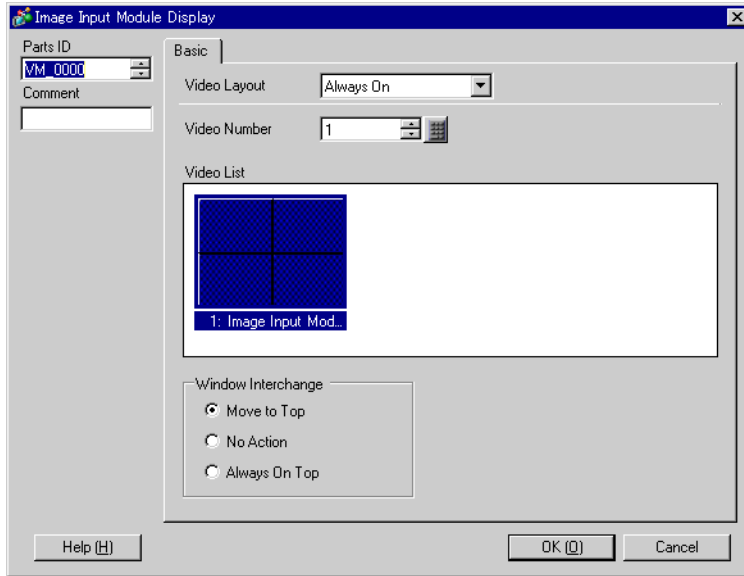 Image Input Module Display
Parts ID
VM_0000
Comment
Basic
Video Layout
Always On
Video Number
1
Video List
1: Image Input Mod...
Window Interchange
Move to Top
No Action
Always On Top
Help (H)
OK (O)
Cancel